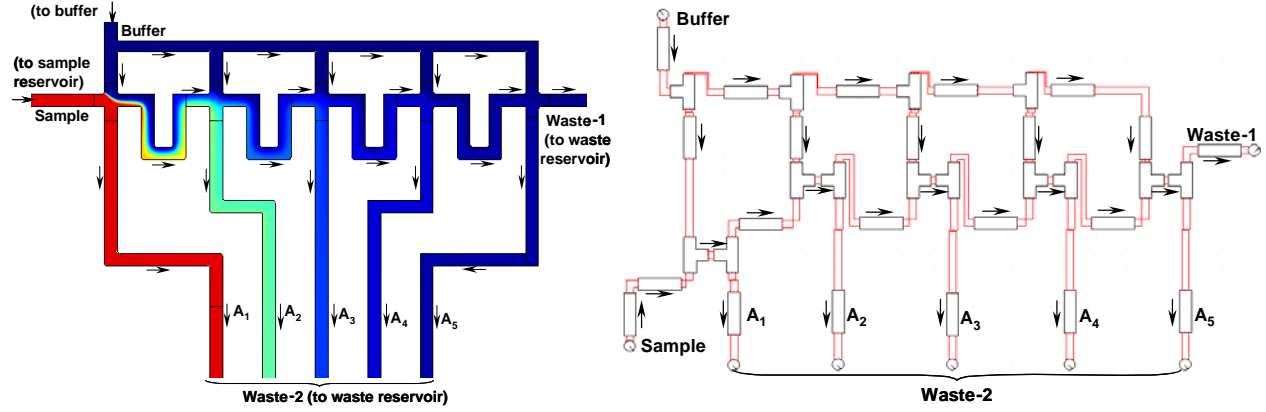 (to buffer
Buffer
(to sample
reservoir)
Sample
Waste-1
(to waste
reservoir)
A1
A2
A3
A4
A5
Waste-2 (to waste reservoir)
Buffer
Waste-1
Sample
A1
A2
A3
A4
A5
Waste-2